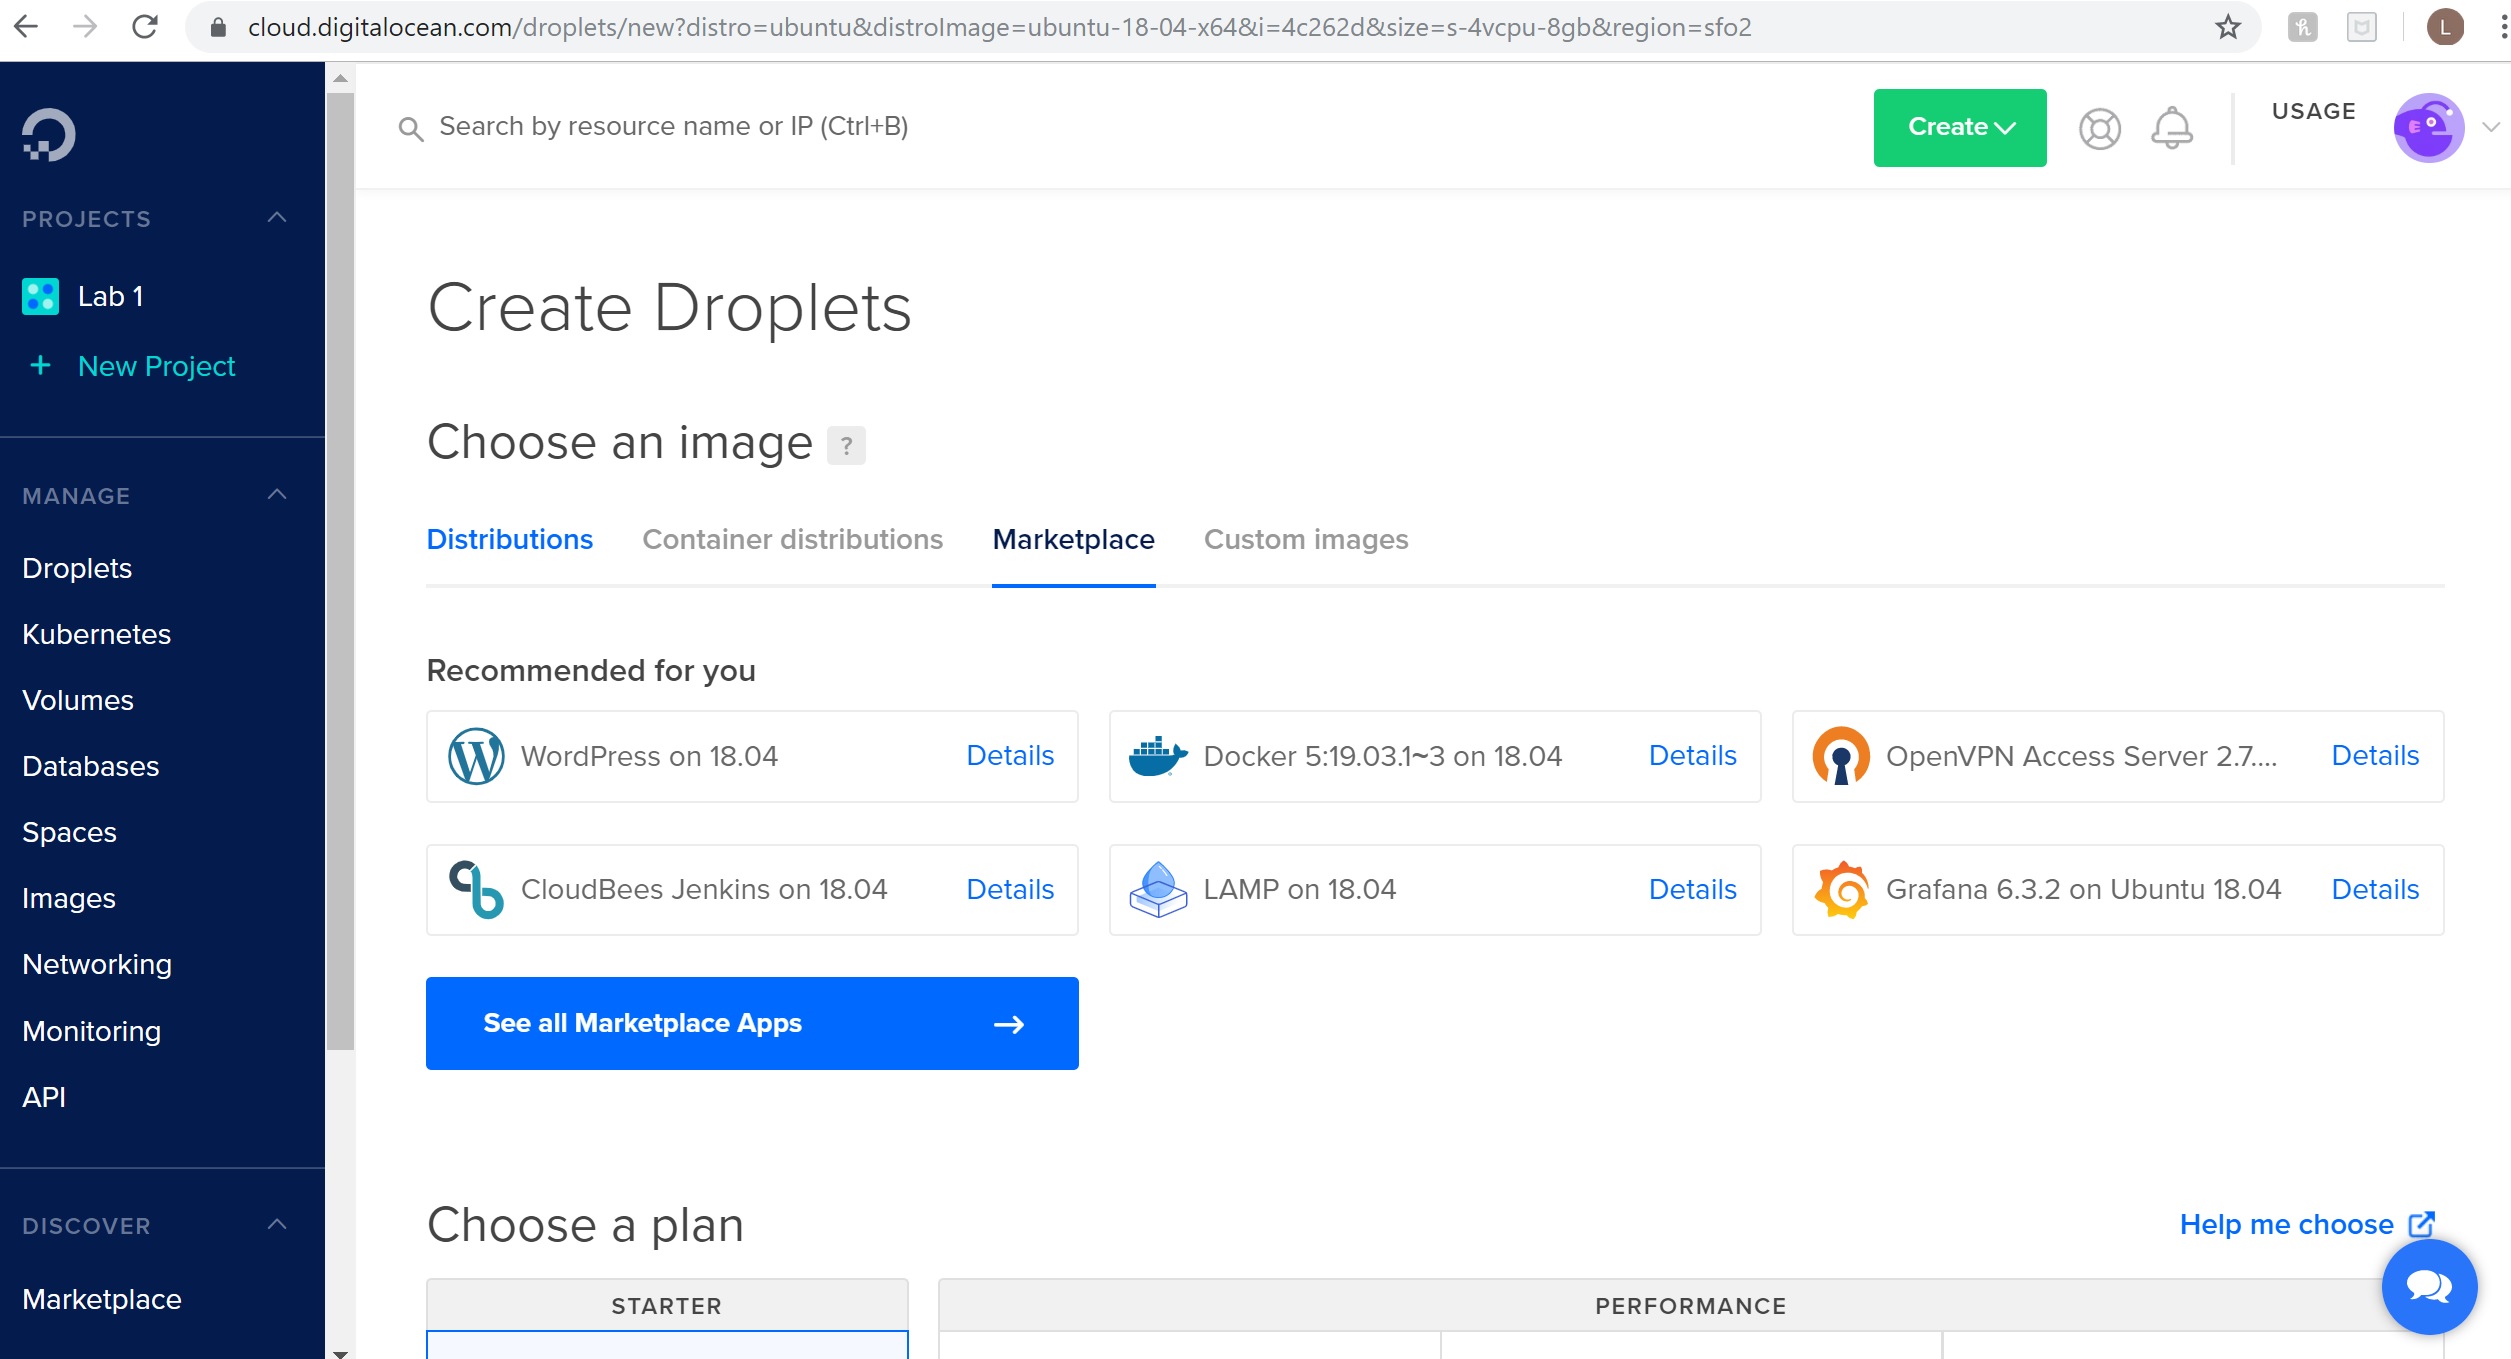 cloud.digitalocean.com/droplets/new?distro=ubuntu&distroImage=ubuntu-18-04-x64&i=4c262d&size=s-4vcpu-8gb&region=sfo2
L
Search by resource name or IP (Ctrl+B)
Create
USAGE
PROJECTS
Lab 1
+ New Project
MANAGE
Droplets
Kubernetes
Volumes
Databases
Spaces
Images
Networking
Monitoring
API
DISCOVER
Marketplace
Create Droplets
Choose an image ?
Distributions Container distributions Marketplace Custom images
Recommended for you
WordPress on 18.04 Details
Docker 5:19.03.1~3 on 18.04 Details
OpenVPN Access Server 2.7.... Details
CloudBees Jenkins on 18.04 Details
LAMP on 18.04 Details
Grafana 6.3.2 on Ubuntu 18.04 Details
See all Marketplace Apps
Choose a plan
Help me choose
STARTER
PERFORMANCE